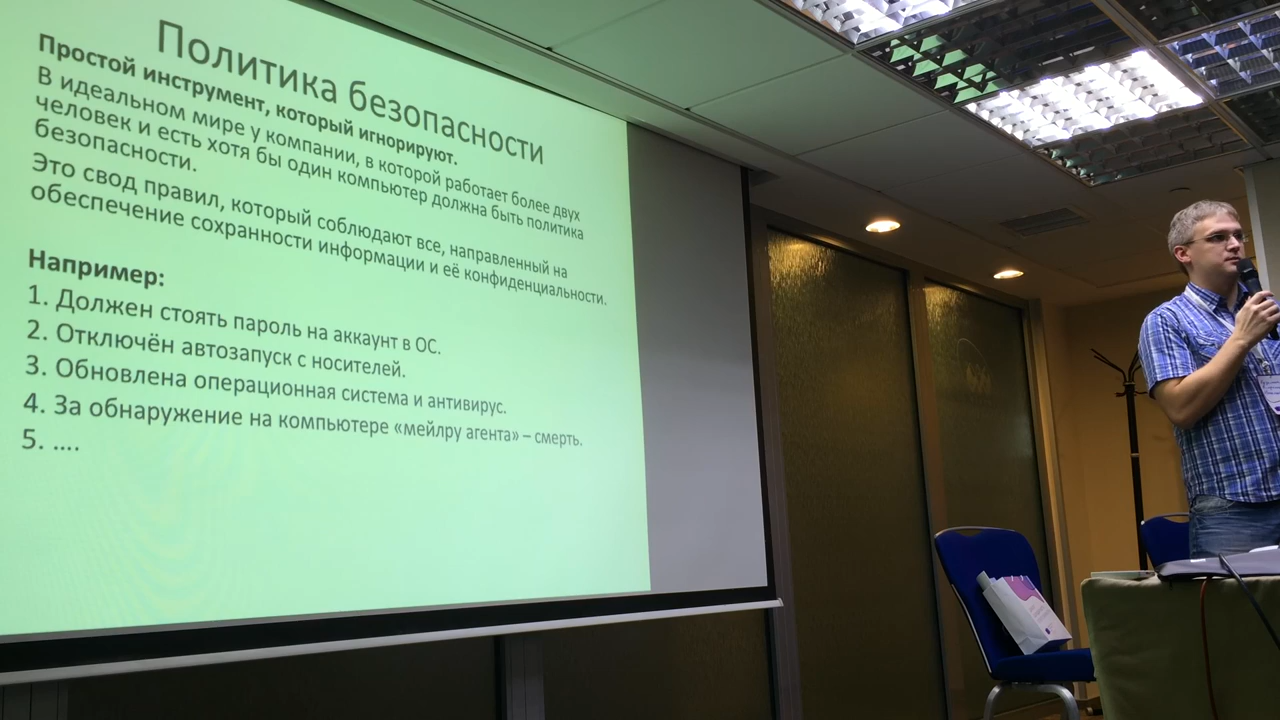 Политика безопасности
Простой инструмент, который игнорируют.
В идеальном мире у компании, в которой работает более двух
человек и есть хотя бы один компьютер должна быть политика
безопасности.
Это свод правил, который соблюдают все, направленный на
обеспечение сохранности информации и её конфиденциальности.
Например:
1. Должен стоять пароль на аккаунт в ОС.
2. Отключён автозапуск с носителей.
3. Обновлена операционная система и антивирус.
4. За обнаружение на компьютере «мейлру агента» – смерть.
5. ....